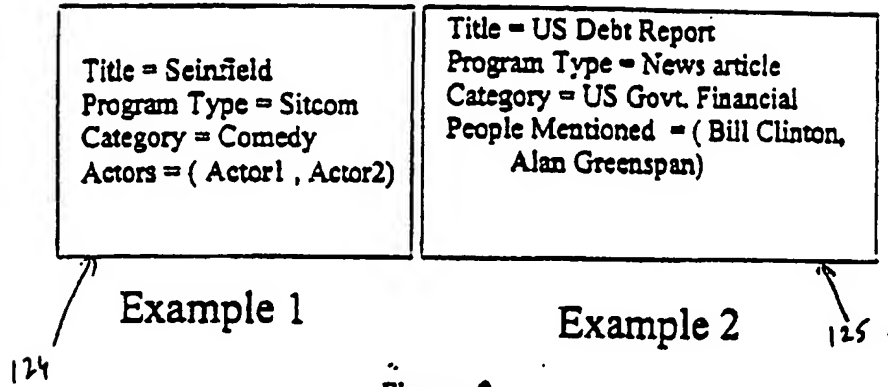 Title = Seinfield
Program Type = Sitcom
Category = Comedy
Actors = ( Actor1 , Actor2)
Title = US Debt Report
Program Type = News article
Category = US Govt. Financial
People Mentioned = ( Bill Clinton,
Alan Greenspan)
Example 1
Example 2
124
125